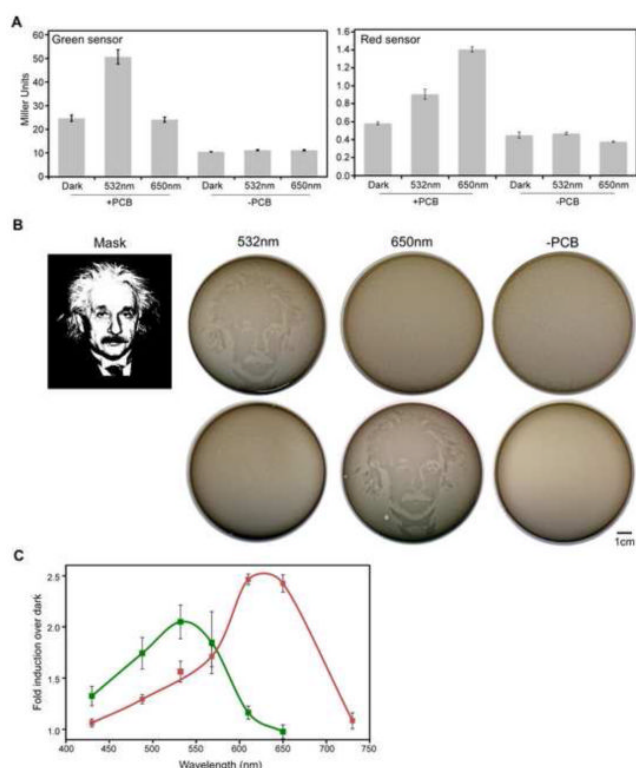 A
Green sensor
Red sensor
Miller Units
60
50
40
30
20
10
0
1.6
1.4
1.2
1.0
0.8
0.6
0.4
0.2
0.0
Dark 532nm 650nm Dark 532nm 650nm
+PCB -PCB
Dark 532nm 650nm Dark 532nm 650nm
+PCB -PCB
B
Mask 532nm 650nm -PCB
1cm
C
Fold induction over dark
2.5
2.0
1.5
1.0
400 450 500 550 600 650 700 750
Wavelength (nm)